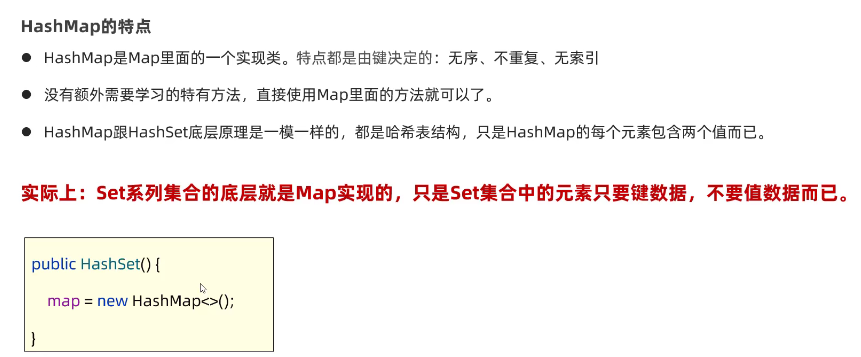 HashMap的特点
● HashMap是Map里面的一个实现类。特点都是由键决定的：无序、不重复、无索引
● 没有额外需要学习的特有方法，直接使用Map里面的方法就可以了。
● HashMap跟HashSet底层原理是一模一样的，都是哈希表结构，只是HashMap的每个元素包含两个值而已。
实际上：Set系列集合的底层就是Map实现的，只是Set集合中的元素只要键数据，不要值数据而已。
public HashSet() {
map = new HashMap<>();
}